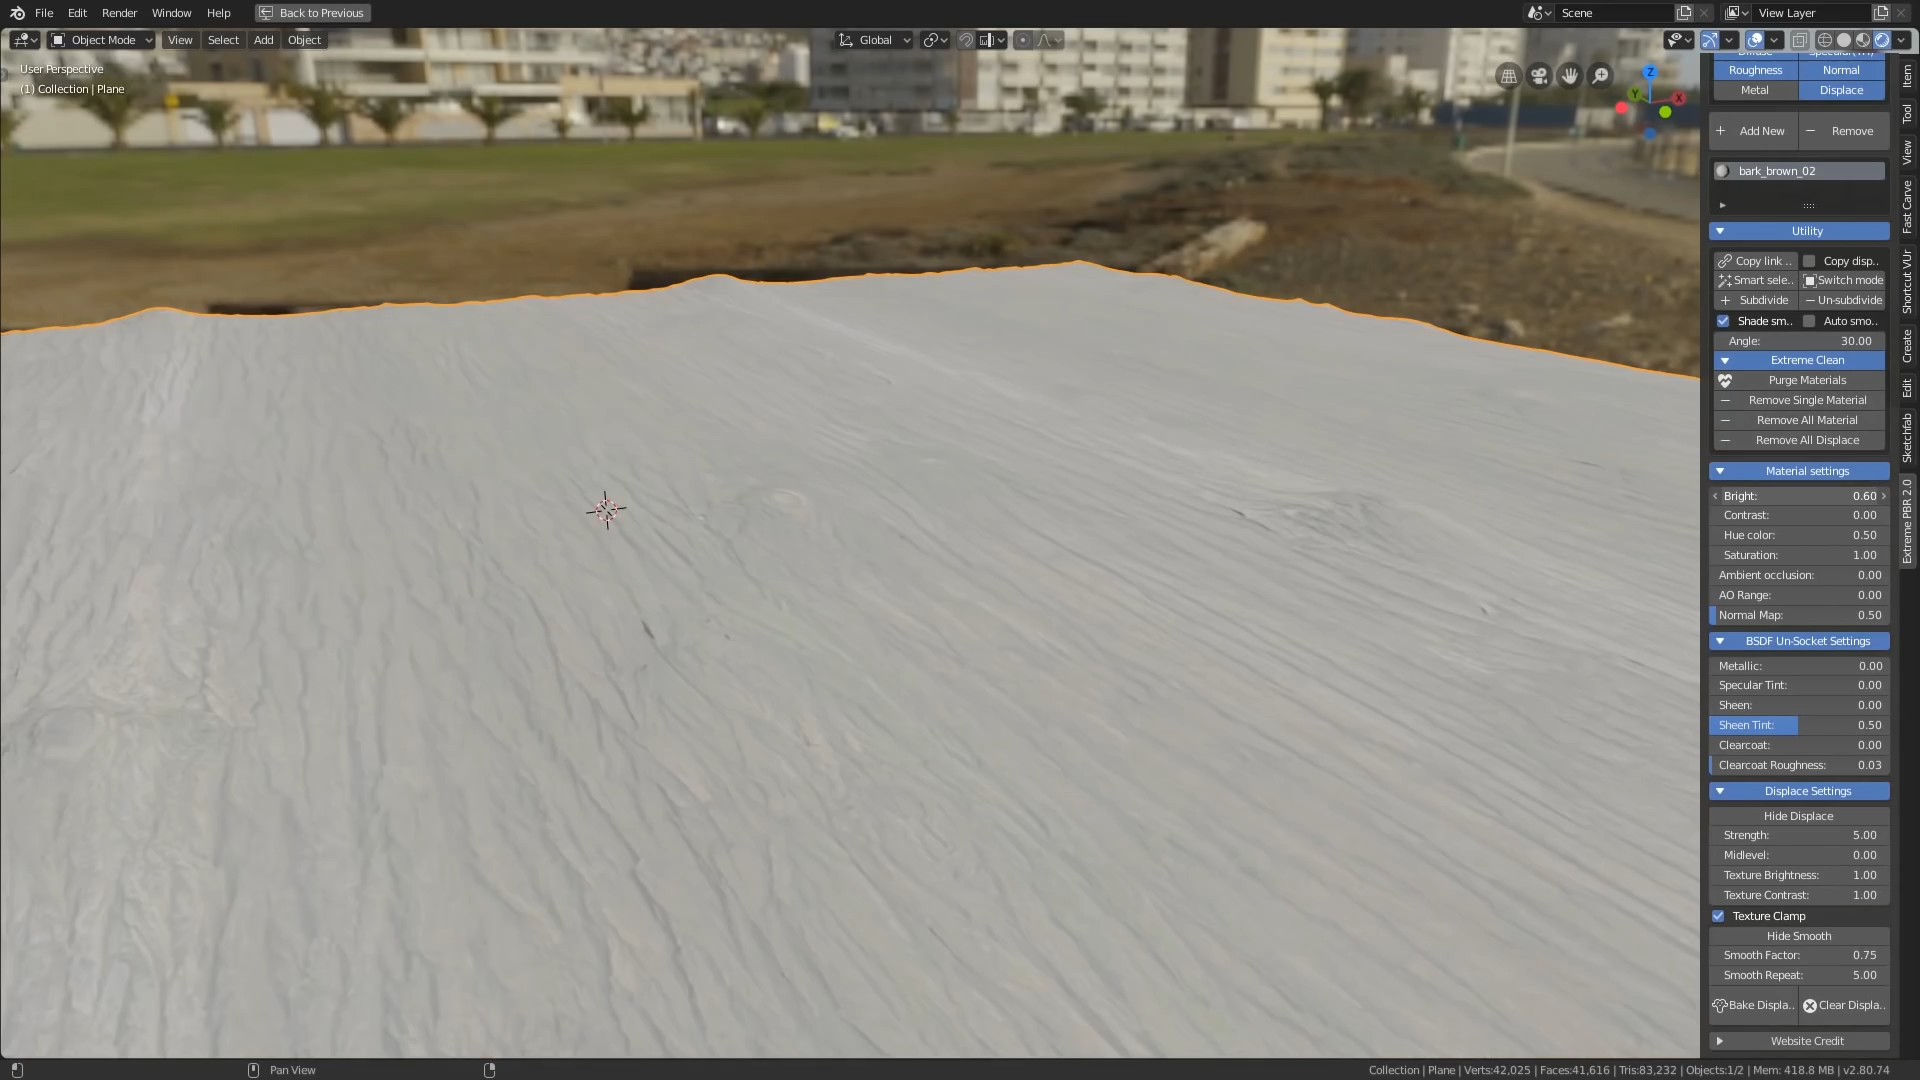 File Edit Render Window Help Back to Previous Scene View Layer
Object Mode View Select Add Object Global
User Perspective
(1) Collection | Plane
Z
Y
X
Roughness Normal
Metal Displace
Add New Remove
bark_brown_02
Utility
Copy link .. Copy disp..
Smart sele.. Switch mode
Subdivide Un-subdivide
Shade sm.. Auto smo..
Angle: 30.00
Extreme Clean
Purge Materials
Remove Single Material
Remove All Material
Remove All Displace
Material settings
Bright: 0.60
Contrast: 0.00
Hue color: 0.50
Saturation: 1.00
Ambient occlusion: 0.00
AO Range: 0.00
Normal Map: 0.50
BSDF Un-Socket Settings
Metallic: 0.00
Specular Tint: 0.00
Sheen: 0.00
Sheen Tint: 0.50
Clearcoat: 0.00
Clearcoat Roughness: 0.03
Displace Settings
Hide Displace
Strength: 5.00
Midlevel: 0.00
Texture Brightness: 1.00
Texture Contrast: 1.00
Texture Clamp
Hide Smooth
Smooth Factor: 0.75
Smooth Repeat: 5.00
Bake Displa.. Clear Displa..
Website Credit
Item
Tool
View
Fast Carve
Shortcut VUr
Create
Edit
Sketchfab
Extreme PBR 2.0
Pan View
Collection | Plane | Verts:42,025 | Faces:41,616 | Tris:83,232 | Objects:1/2 | Mem: 418.8 MB | v2.80.74